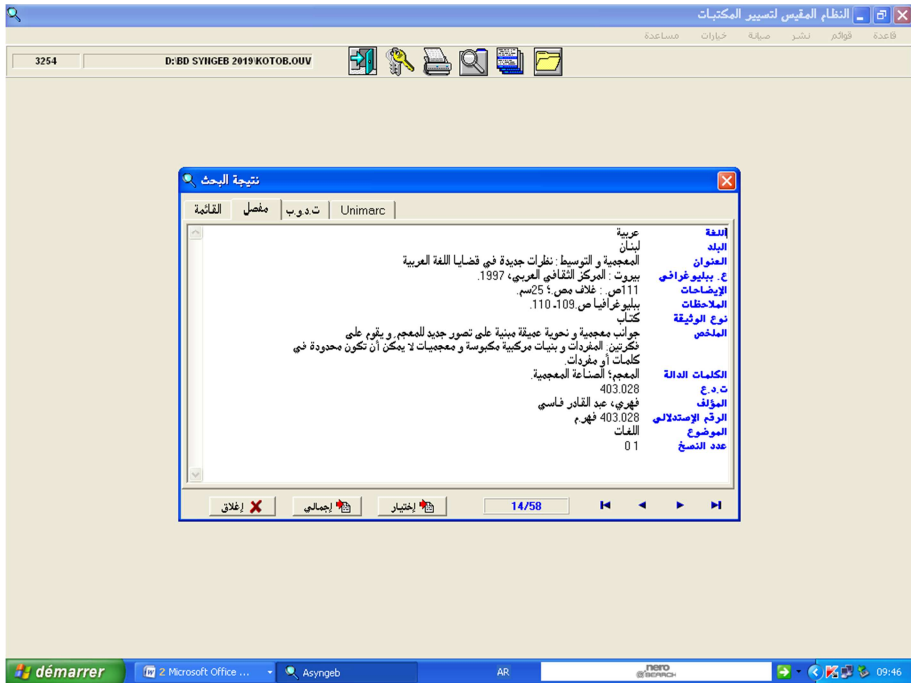 النظام المقيس لتسيير المكتبات
قاعدة قوائم نشر صيانة خيارات مساعدة
3254
D:\BD SYNGEB 2019\KOTOB.OUV
نتيجة البحث
القائمة
مفصل
ت.د.و.ب
Unimarc
اللغة عربية
البلد لبنان
العنوان المعجمية و التوسيط : نظرات جديدة في قضايا اللغة العربية
ع. ببليوغرافي بيروت : المركز الثقافي العربي، 1997.
الإيضاحات 111ص. : غلاف مص.؛ 25سم.
الملاحظات ببليوغرافيا ص.109ـ 110.
نوع الوثيقة كتاب
الملخص جوانب معجمية و نحوية عميقة مبنية على تصور جديد للمعجم. و يقوم على
فكرتين. المفردات و بنيات مركبية مكبوسة و معجميات لا يمكن أن تكون محدودة في
كلمات أو مفردات.
الكلمات الدالة المعجم؛ الصناعة المعجمية.
ت.د.ع 403.028
المؤلف فهري، عبد القادر فاسي
الرقم الإستدلالي 403.028 فهر.م
الموضوع اللغات
عدد النسخ 01
إغلاق
إجمالي
إختيار
14/58
démarrer
2 Microsoft Office ...
Asyngeb
AR
nero
SEARCH
09:46